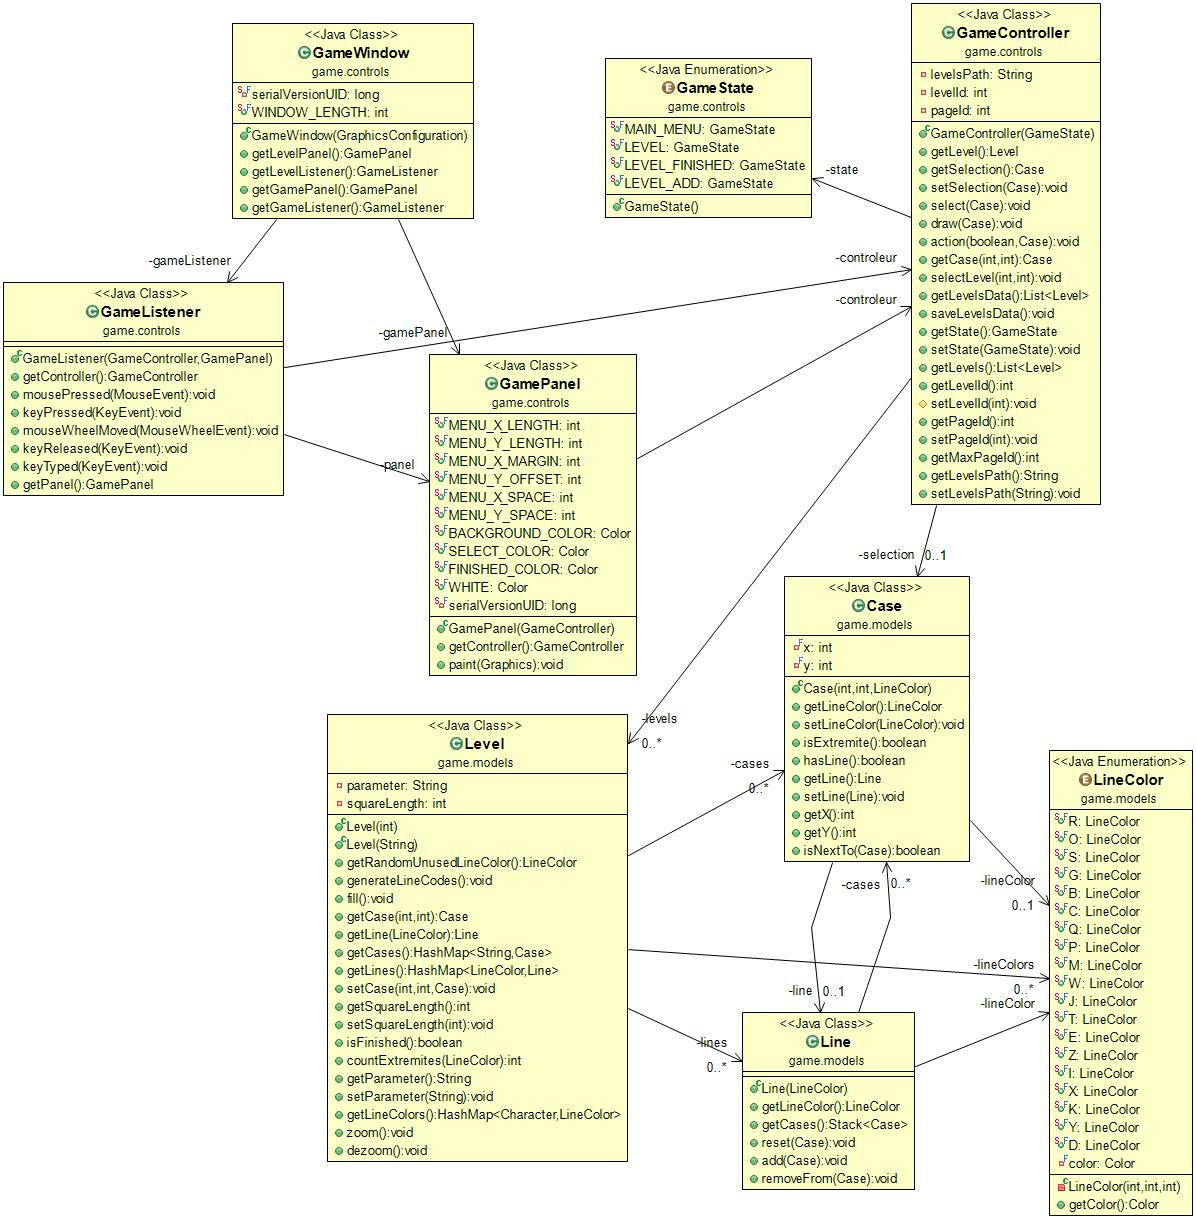 <<Java Class>>
GameWindow
game.controls
serialVersionUID: long
WINDOW_LENGTH: int
GameWindow(GraphicsConfiguration)
getLevelPanel():GamePanel
getLevelListener():GameListener
getGamePanel():GamePanel
getGameListener():GameListener
<<Java Enumeration>>
GameState
game.controls
MAIN_MENU: GameState
LEVEL: GameState
LEVEL_FINISHED: GameState
LEVEL_ADD: GameState
GameState()
<<Java Class>>
GameController
game.controls
levelsPath: String
levelId: int
pageId: int
GameController(GameState)
getLevel():Level
getSelection():Case
setSelection(Case):void
select(Case):void
draw(Case):void
action(boolean,Case):void
getCase(int,int):Case
selectLevel(int,int):void
getLevelsData():List<Level>
saveLevelsData():void
getState():GameState
setState(GameState):void
getLevels():List<Level>
getLevelId():int
setLevelId(int):void
getPageId():int
setPageId(int):void
getMaxPageId():int
getLevelsPath():String
setLevelsPath(String):void
-state
-gameListener
-controleur
-controleur
-gamePanel
-panel
<<Java Class>>
GameListener
game.controls
GameListener(GameController,GamePanel)
getController():GameController
mousePressed(MouseEvent):void
keyPressed(KeyEvent):void
mouseWheelMoved(MouseWheelEvent):void
keyReleased(KeyEvent):void
keyTyped(KeyEvent):void
getPanel():GamePanel
<<Java Class>>
GamePanel
game.controls
MENU_X_LENGTH: int
MENU_Y_LENGTH: int
MENU_X_MARGIN: int
MENU_Y_OFFSET: int
MENU_X_SPACE: int
MENU_Y_SPACE: int
BACKGROUND_COLOR: Color
SELECT_COLOR: Color
FINISHED_COLOR: Color
WHITE: Color
serialVersionUID: long
GamePanel(GameController)
getController():GameController
paint(Graphics):void
-selection 0..1
<<Java Class>>
Case
game.models
x: int
y: int
Case(int,int,LineColor)
getLineColor():LineColor
setLineColor(LineColor):void
isExtremite():boolean
hasLine():boolean
getLine():Line
setLine(Line):void
getX():int
getY():int
isNextTo(Case):boolean
-levels
0..*
-cases
0..*
<<Java Class>>
Level
game.models
parameter: String
squareLength: int
Level(int)
Level(String)
getRandomUnusedLineColor():LineColor
generateLineCodes():void
fill():void
getCase(int,int):Case
getLine(LineColor):Line
getCases():HashMap<String,Case>
getLines():HashMap<LineColor,Line>
setCase(int,int,Case):void
getSquareLength():int
setSquareLength(int):void
isFinished():boolean
countExtremites(LineColor):int
getParameter():String
setParameter(String):void
getLineColors():HashMap<Character,LineColor>
zoom():void
dezoom():void
-cases 0..*
-lineColor
0..1
-lineColors
0..*
-line 0..1
-lineColor
-lines
0..*
<<Java Class>>
Line
game.models
Line(LineColor)
getLineColor():LineColor
getCases():Stack<Case>
reset(Case):void
add(Case):void
removeFrom(Case):void
<<Java Enumeration>>
LineColor
game.models
R: LineColor
O: LineColor
S: LineColor
G: LineColor
B: LineColor
C: LineColor
Q: LineColor
P: LineColor
M: LineColor
W: LineColor
J: LineColor
T: LineColor
E: LineColor
Z: LineColor
I: LineColor
X: LineColor
K: LineColor
Y: LineColor
D: LineColor
color: Color
LineColor(int,int,int)
getColor():Color